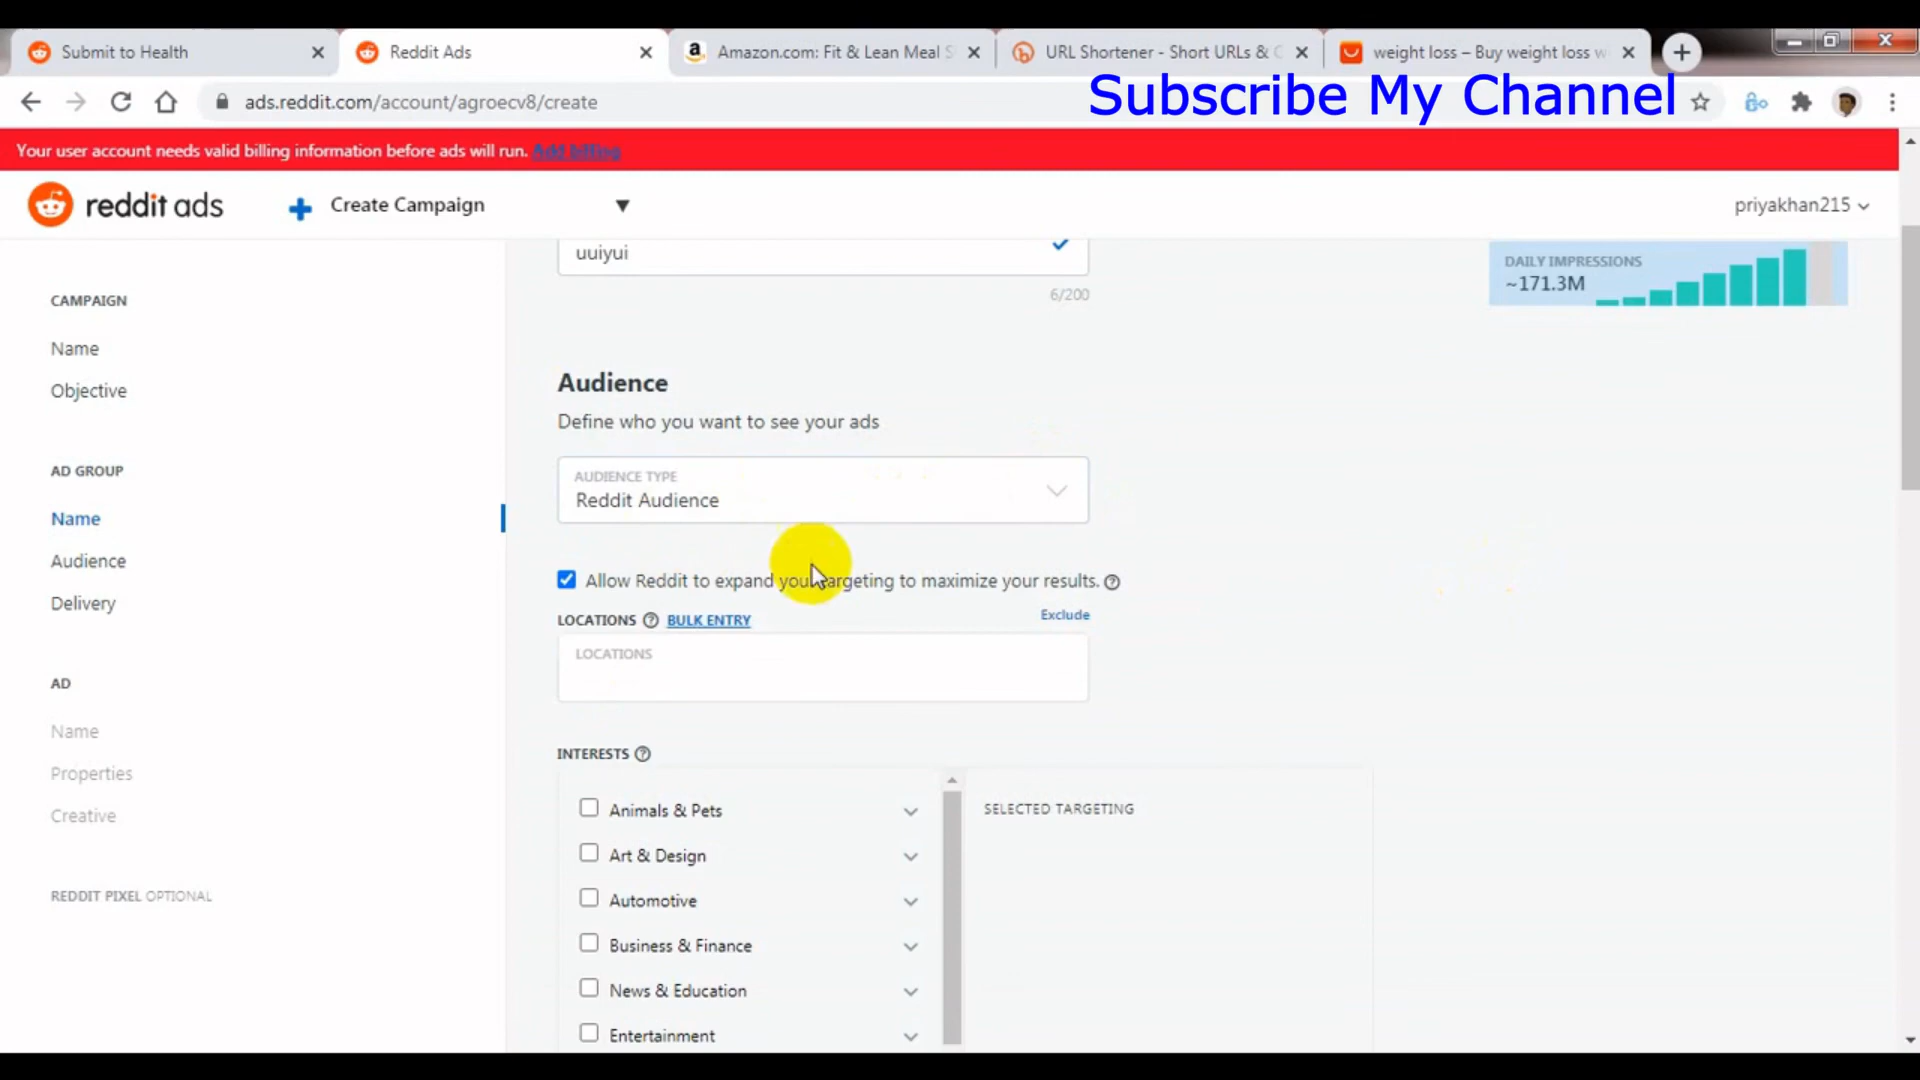 Submit to Health
Reddit Ads
Amazon.com: Fit & Lean Meal S
URL Shortener - Short URLs & C
weight loss – Buy weight loss w
ads.reddit.com/account/agroecv8/create
Subscribe My Channel
Your user account needs valid billing information before ads will run. Add billing
reddit ads
Create Campaign
priyakhan215
uuiyui
6/200
DAILY IMPRESSIONS
~171.3M
CAMPAIGN
Name
Objective
AD GROUP
Name
Audience
Delivery
AD
Name
Properties
Creative
REDDIT PIXEL OPTIONAL
Audience
Define who you want to see your ads
AUDIENCE TYPE
Reddit Audience
Allow Reddit to expand your targeting to maximize your results.
LOCATIONS BULK ENTRY
Exclude
LOCATIONS
INTERESTS
Animals & Pets
Art & Design
Automotive
Business & Finance
News & Education
Entertainment
SELECTED TARGETING